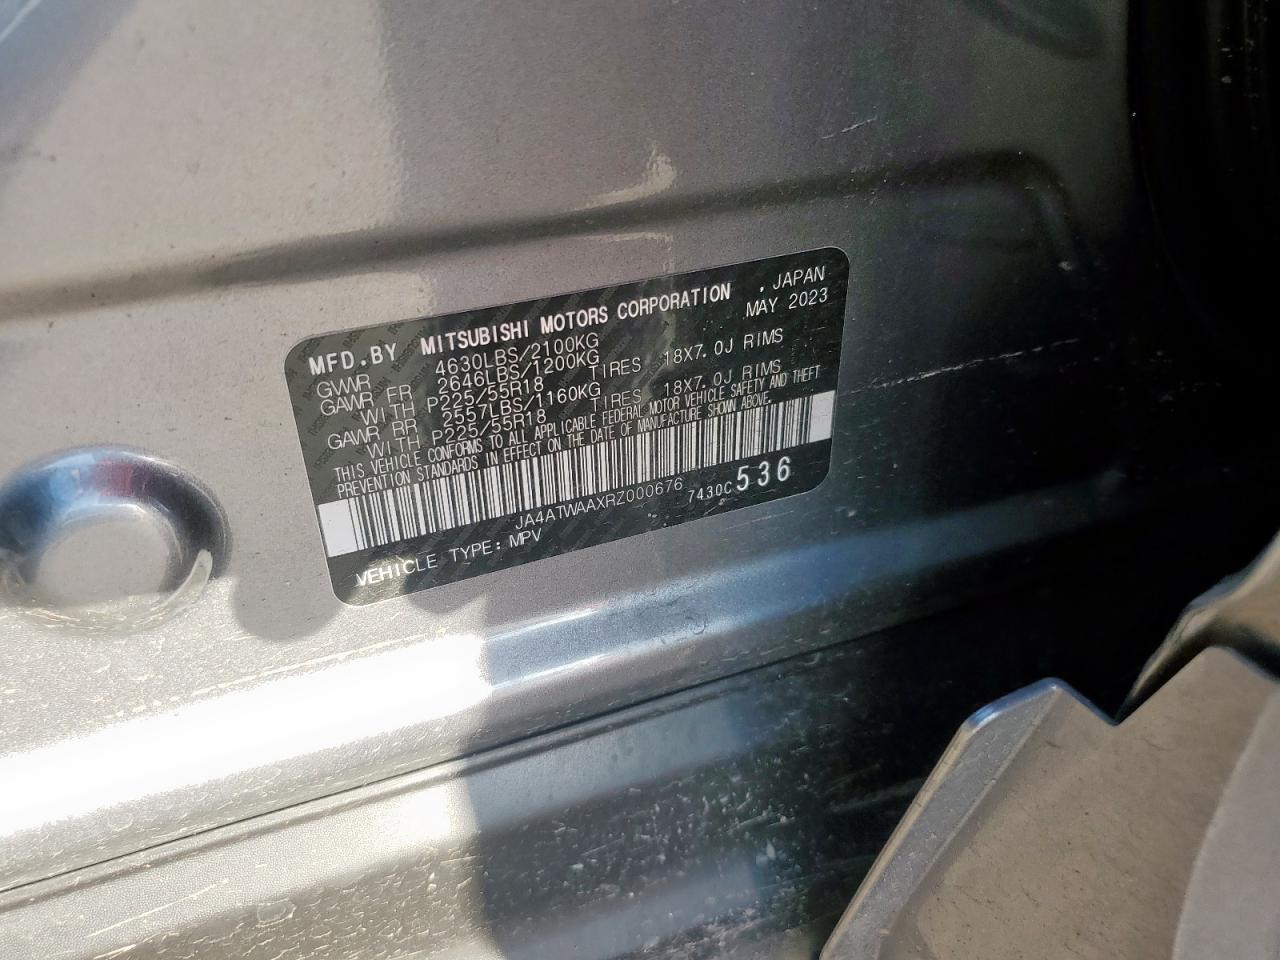 MFD.BY MITSUBISHI MOTORS CORPORATION , JAPAN
MAY 2023
GVWR 4630LBS/2100KG
GAWR FR 2646LBS/1200KG
WITH P225/55R18 TIRES 18X7.0J RIMS
GAWR RR 2557LBS/1160KG
WITH P225/55R18 TIRES 18X7.0J RIMS
THIS VEHICLE CONFORMS TO ALL APPLICABLE FEDERAL MOTOR VEHICLE SAFETY AND THEFT
PREVENTION STANDARDS IN EFFECT ON THE DATE OF MANUFACTURE SHOWN ABOVE.
JA4ATWAAXRZ000676
7430C536
VEHICLE TYPE: MPV